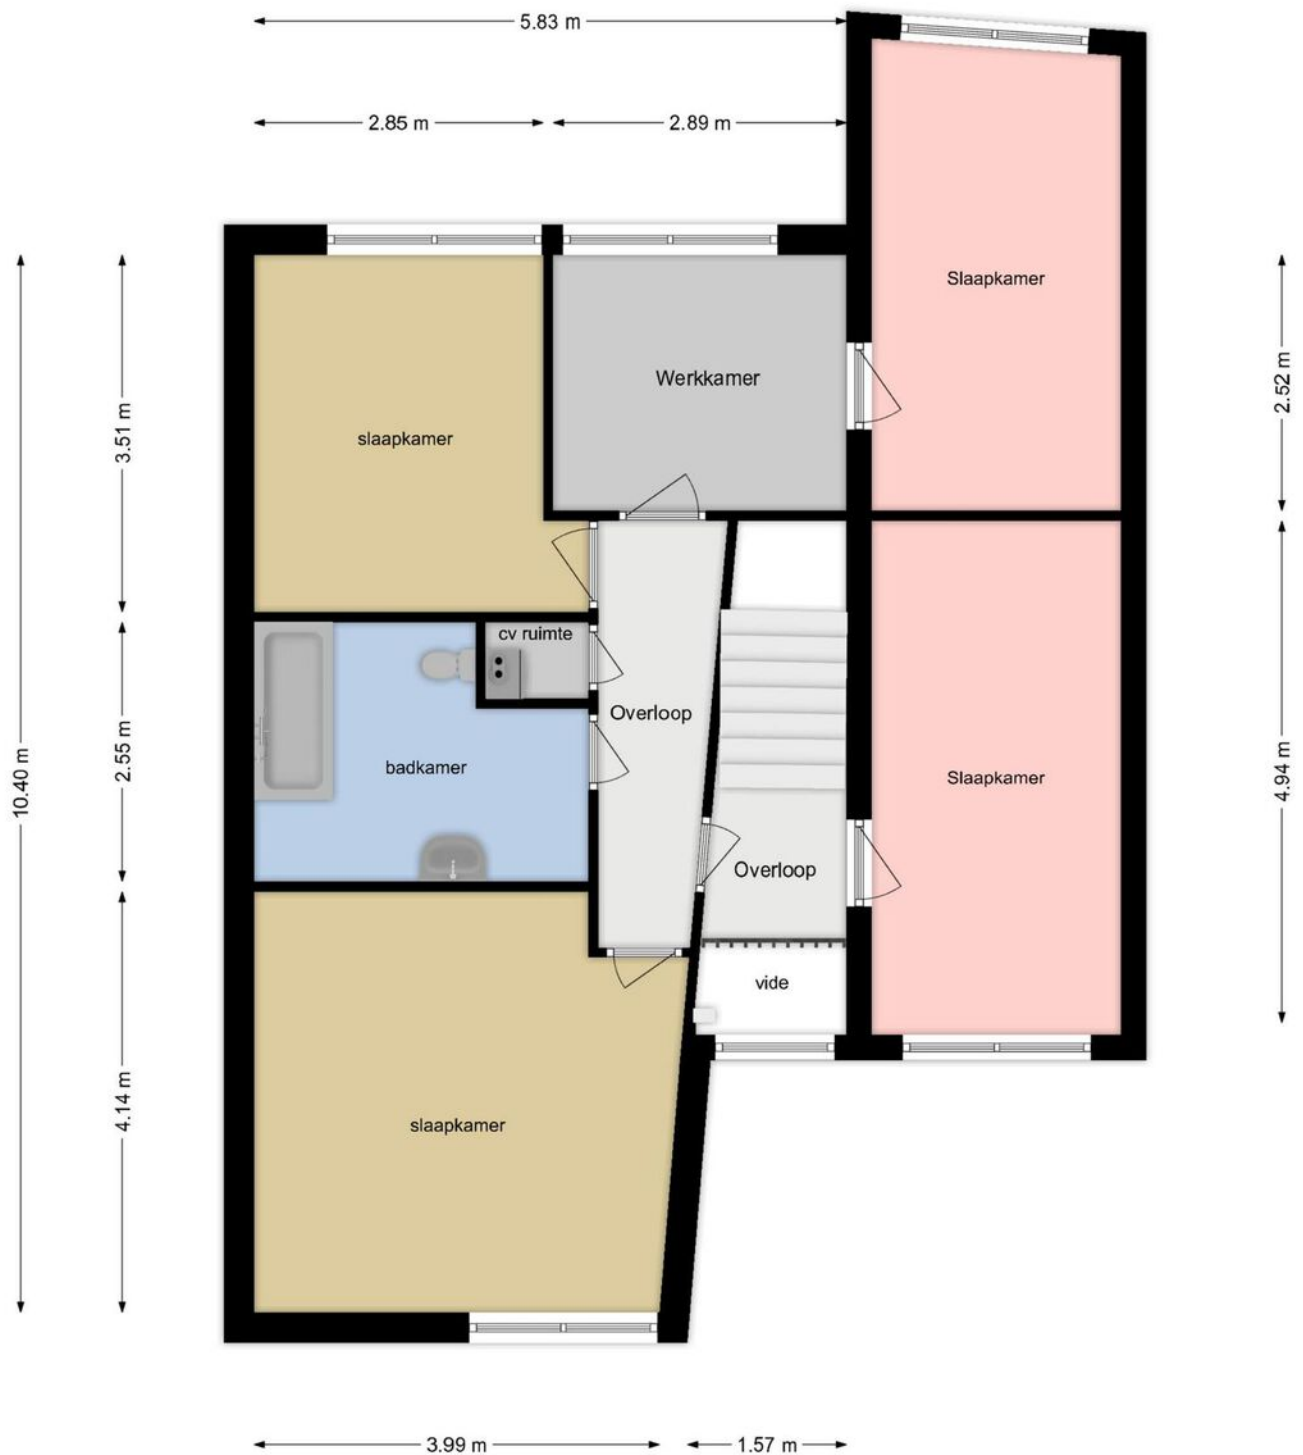 5.83 m
2.85 m
2.89 m
Slaapkamer
Werkkamer
slaapkamer
3.51 m
2.52 m
cv ruimte
Overloop
badkamer
2.55 m
10.40 m
Slaapkamer
4.94 m
Overloop
vide
slaapkamer
4.14 m
3.99 m
1.57 m